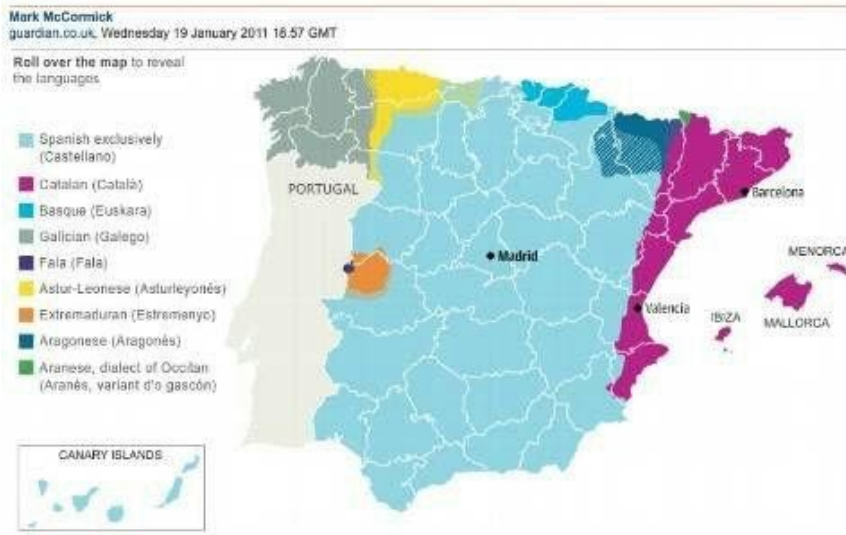 Mark McCormick
guardian.co.uk, Wednesday 19 January 2011 16.57 GMT
Roll over the map to reveal
the languages
Spanish exclusively
(Castellano)
Catalan (Català)
Basque (Euskara)
Galician (Galego)
Fala (Fala)
Astur-Leonese (Asturleyonés)
Extremaduran (Estremenyo)
Aragonese (Aragonés)
Aranese, dialect of Occitan
(Aranés, variant d'o gascón)
PORTUGAL
Barcelona
Madrid
MENORCA
Valencia
IBIZA
MALLORCA
CANARY ISLANDS